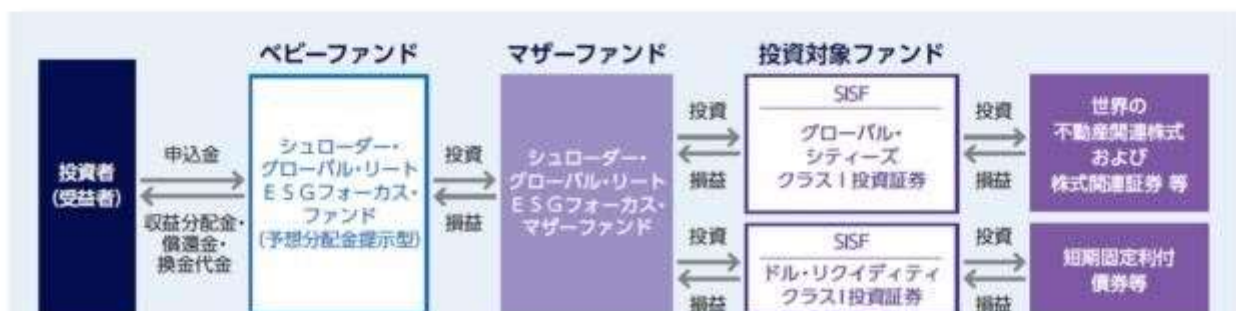 ベビーファンド
マザーファンド
投資対象ファンド
投資者
(受益者)
申込金
収益分配金・
償還金・
換金代金
シュローダー・
グローバル・リート
ESGフォーカス・
ファンド
(予想分配金提示型)
投資
損益
シュローダー・
グローバル・リート
ESGフォーカス・
マザーファンド
投資
損益
SISF
グローバル・
シティーズ
クラスI投資証券
投資
損益
世界の
不動産関連株式
および
株式関連証券 等
投資
損益
SISF
ドル・リクイディティ
クラスI投資証券
投資
損益
短期固定利付
債券等